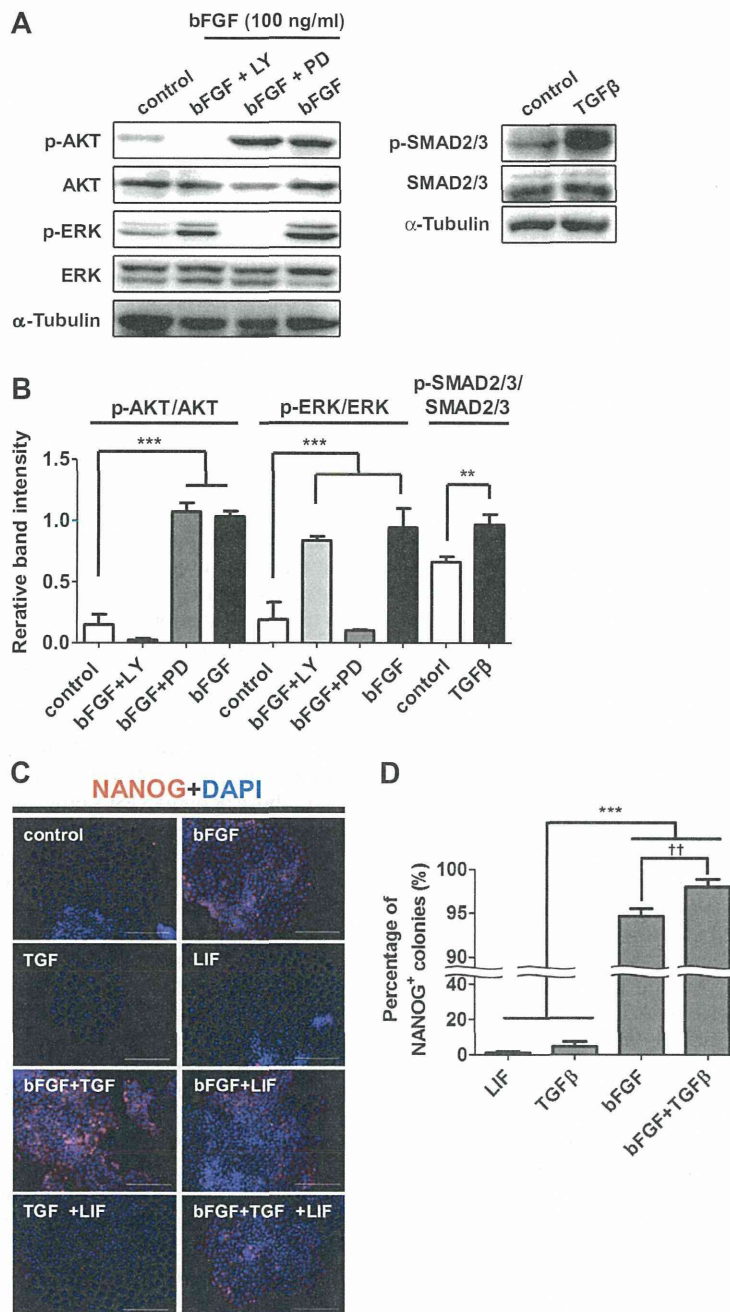 A
bFGF (100 ng/ml)
control
bFGF + LY
bFGF + PD
bFGF
p-AKT
AKT
p-ERK
ERK
α-Tubulin
control
TGFβ
p-SMAD2/3
SMAD2/3
α-Tubulin
B
p-AKT/AKT
p-ERK/ERK
p-SMAD2/3/
SMAD2/3
***
***
**
Rerative band intensity
1.0
0.5
0.0
control
bFGF+LY
bFGF+PD
bFGF
control
bFGF+LY
bFGF+PD
bFGF
contorl
TGFβ
C
NANOG+DAPI
control
bFGF
TGF
LIF
bFGF+TGF
bFGF+LIF
TGF +LIF
bFGF+TGF +LIF
D
***
††
Percentage of
NANOG⁺ colonies (%)
100
95
90
40
20
0
LIF
TGFβ
bFGF
bFGF+TGFβ